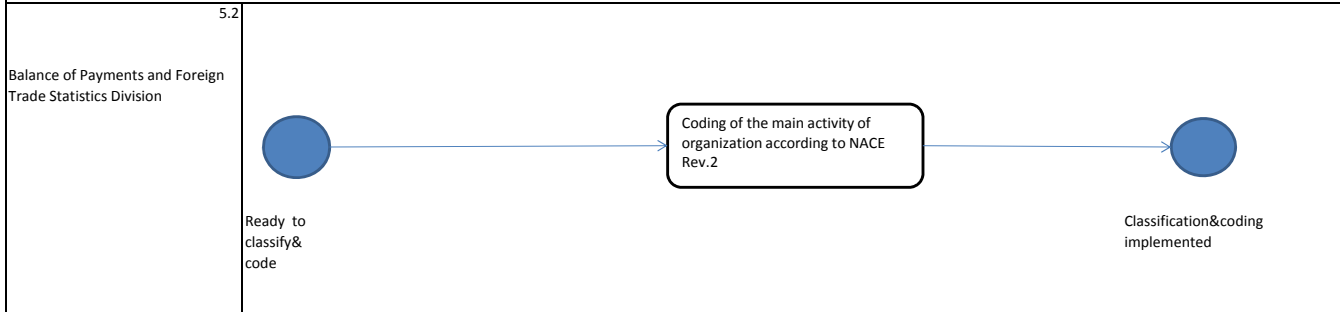 5.2
Balance of Payments and Foreign
Trade Statistics Division
Coding of the main activity of
organization according to NACE
Rev.2
Ready to
classify&
code
Classification&coding
implemented